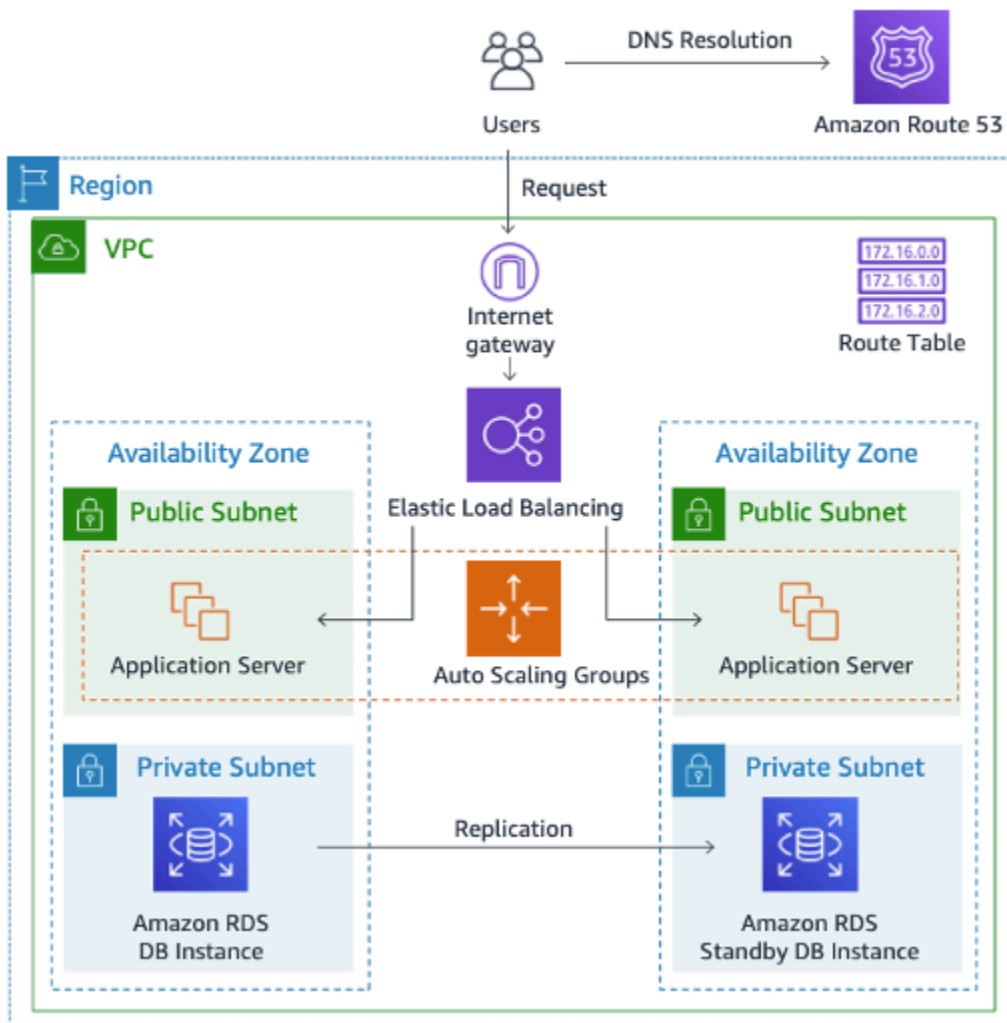 DNS Resolution
53
Users
Amazon Route 53
Region
Request
VPC
172.16.0.0
172.16.1.0
172.16.2.0
Internet
gateway
Route Table
Availability Zone
Availability Zone
Public Subnet
Elastic Load Balancing
Public Subnet
Application Server
Auto Scaling Groups
Application Server
Private Subnet
Private Subnet
Replication
Amazon RDS
DB Instance
Amazon RDS
Standby DB Instance